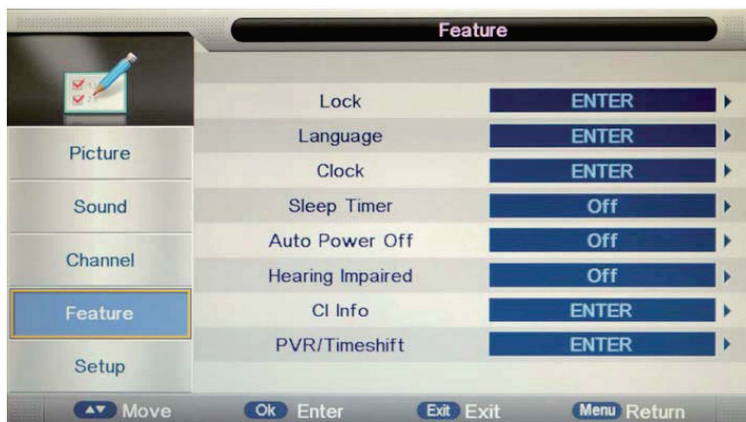 Feature
Lock ENTER
Language ENTER
Clock ENTER
Sleep Timer Off
Auto Power Off Off
Hearing Impaired Off
CI Info ENTER
PVR/Timeshift ENTER
Picture
Sound
Channel
Feature
Setup
Move Ok Enter Exit Exit Menu Return